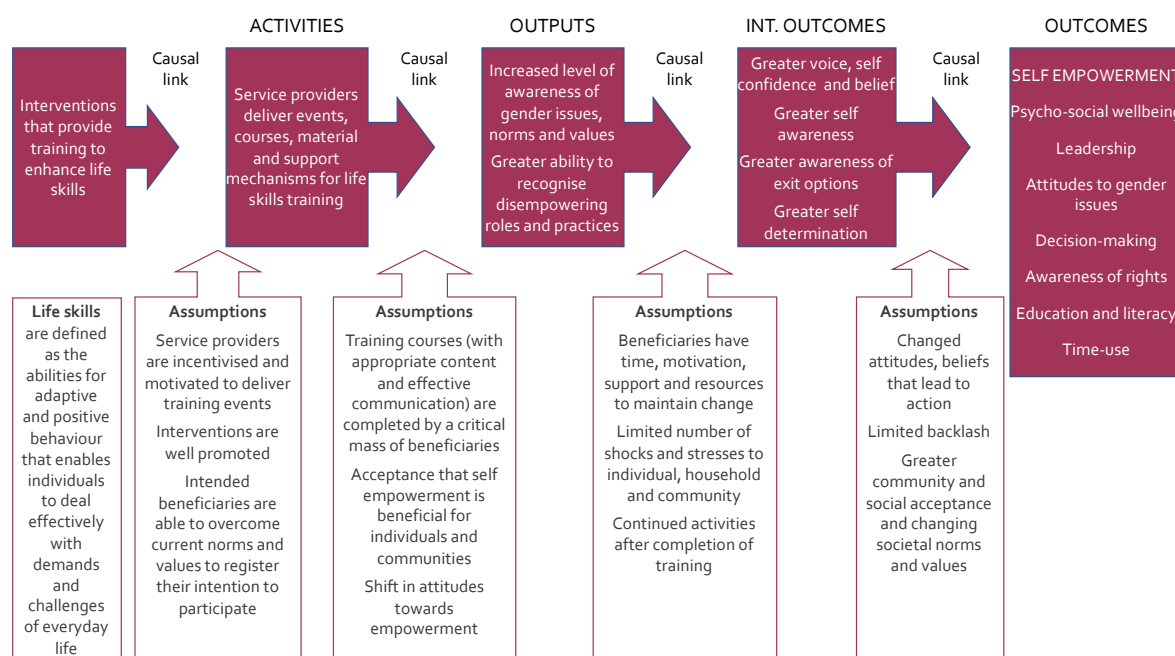 ACTIVITIES
OUTPUTS
INT. OUTCOMES
OUTCOMES
Interventions
that provide
training to
enhance life
skills
Causal
link
Service providers
deliver events,
courses, material
and support
mechanisms for life
skills training
Causal
link
Increased level of
awareness of
gender issues,
norms and values
Greater ability to
recognise
disempowering
roles and practices
Causal
link
Greater voice, self
confidence and belief
Greater self
awareness
Greater awareness of
exit options
Greater self
determination
Causal
link
SELF EMPOWERMENT
Psycho-social wellbeing
Leadership
Attitudes to gender
issues
Decision-making
Awareness of rights
Education and literacy
Time-use
Life skills
are defined
as the
abilities for
adaptive
and positive
behaviour
that enables
individuals
to deal
effectively
with
demands
and
challenges
of everyday
life
Assumptions
Service providers
are incentivised and
motivated to deliver
training events
Interventions are
well promoted
Intended
beneficiaries are
able to overcome
current norms and
values to register
their intention to
participate
Assumptions
Training courses (with
appropriate content
and effective
communication) are
completed by a critical
mass of beneficiaries
Acceptance that self
empowerment is
beneficial for
individuals and
communities
Shift in attitudes
towards
empowerment
Assumptions
Beneficiaries have
time, motivation,
support and resources
to maintain change
Limited number of
shocks and stresses to
individual, household
and community
Continued activities
after completion of
training
Assumptions
Changed
attitudes, beliefs
that lead to
action
Limited backlash
Greater
community and
social acceptance
and changing
societal norms
and values